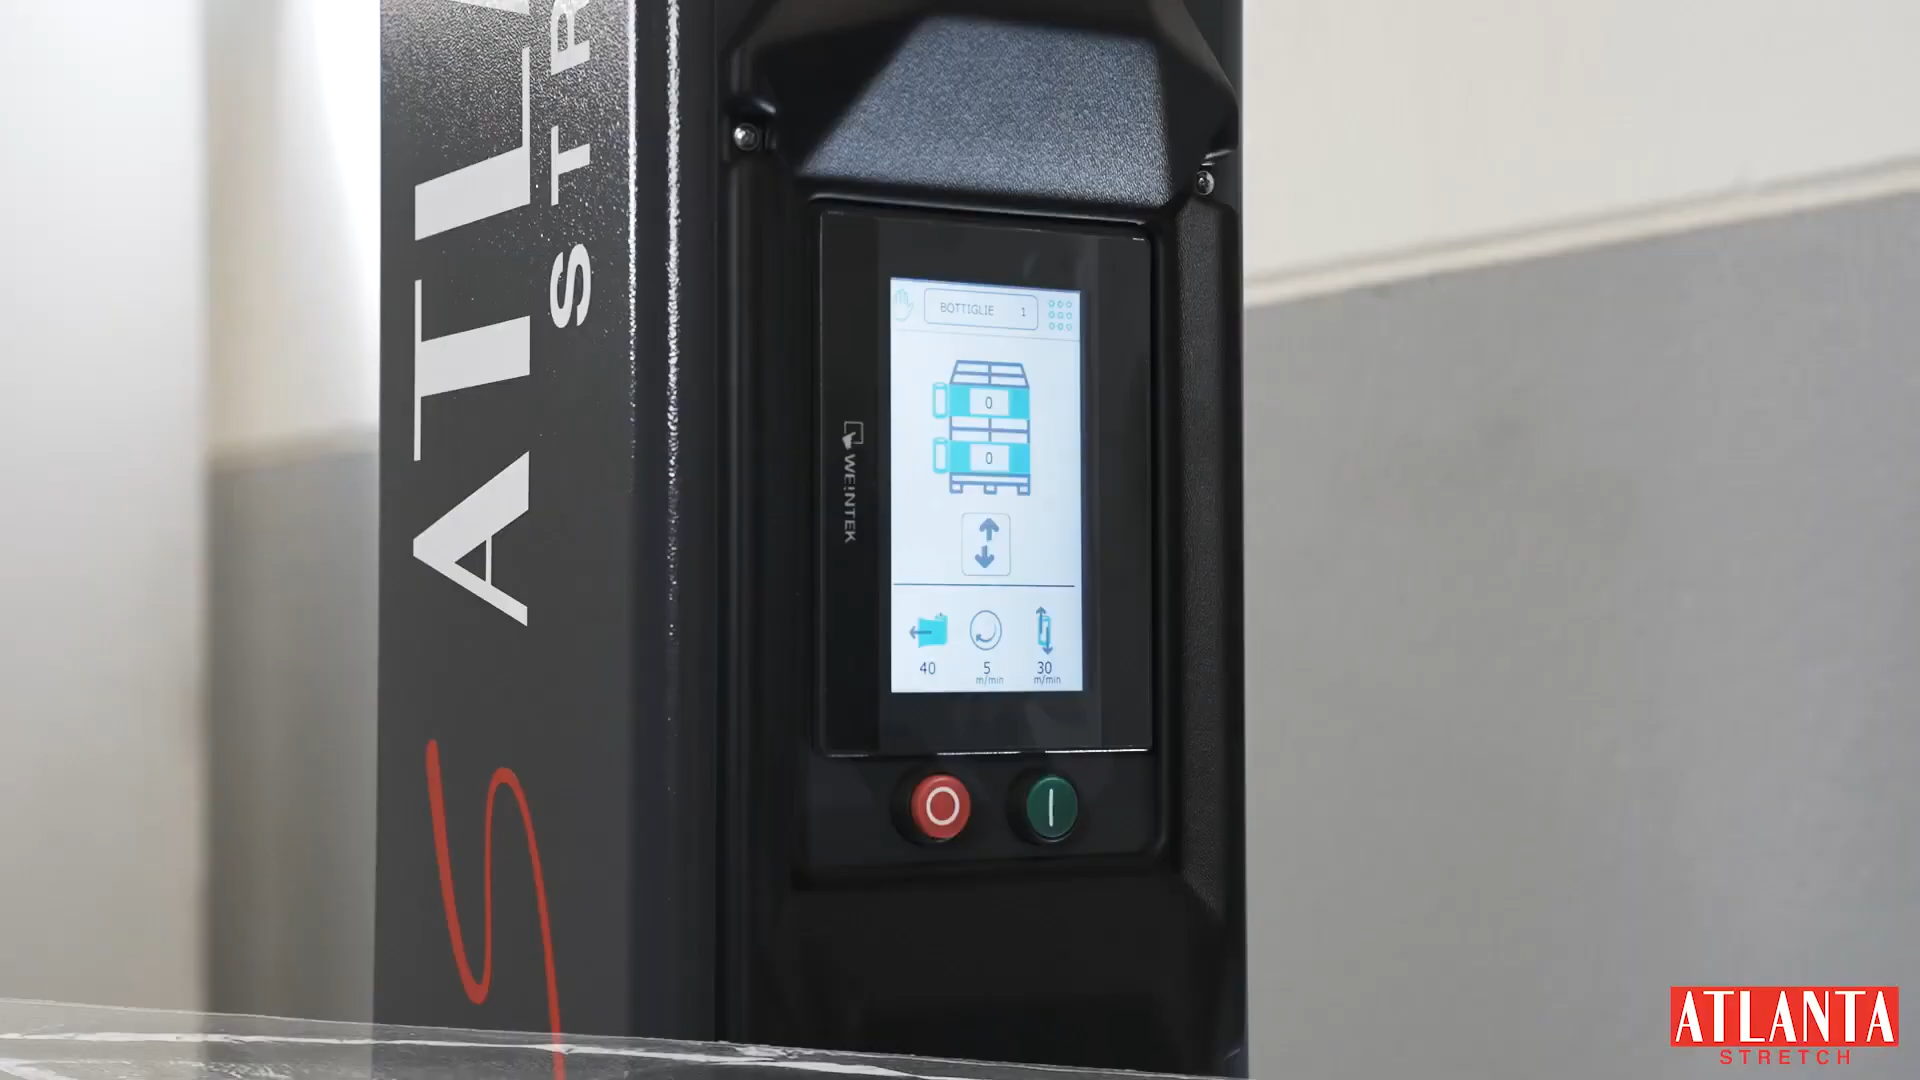 ATL
STR
WEINTEK
BOTTIGLIE 1
0
0
40 5 30
m/min m/min
ATLANTA
STRETCH